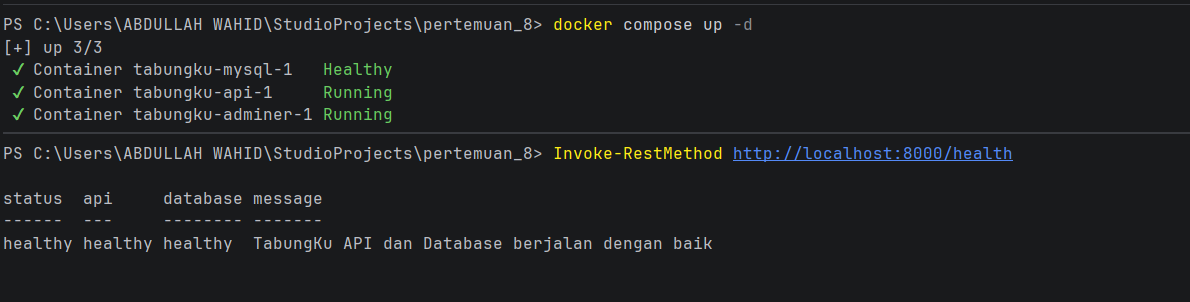 PS C:\Users\ABDULLAH WAHID\StudioProjects\pertemuan_8> docker compose up -d
[+] up 3/3
✓ Container tabungku-mysql-1 Healthy
✓ Container tabungku-api-1 Running
✓ Container tabungku-adminer-1 Running
PS C:\Users\ABDULLAH WAHID\StudioProjects\pertemuan_8> Invoke-RestMethod http://localhost:8000/health
status api database message
------ --- -------- -------
healthy healthy healthy TabungKu API dan Database berjalan dengan baik